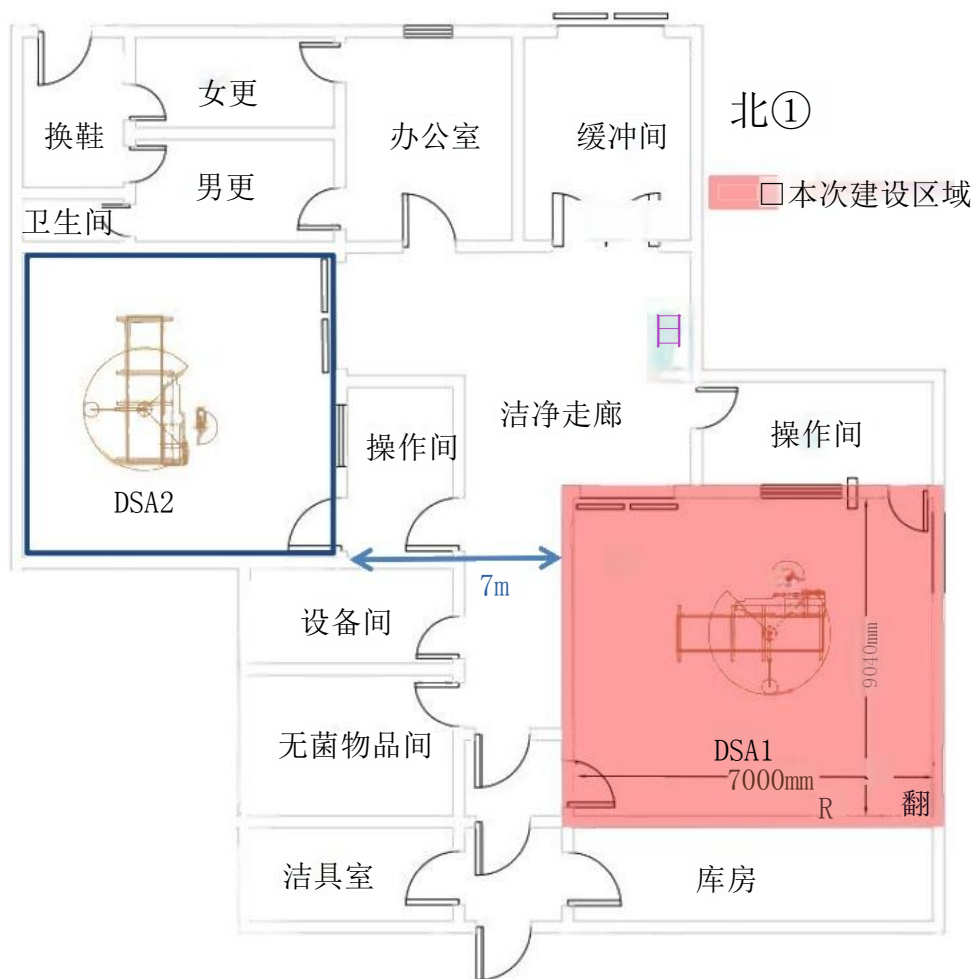 北①
女更
换鞋
办公室
缓冲间
男更
□本次建设区域
卫生间
日
洁净走廊
操作间
操作间
DSA2
7m
设备间
9040mm
无菌物品间
DSA1
7000mm
R
翻
洁具室
库房